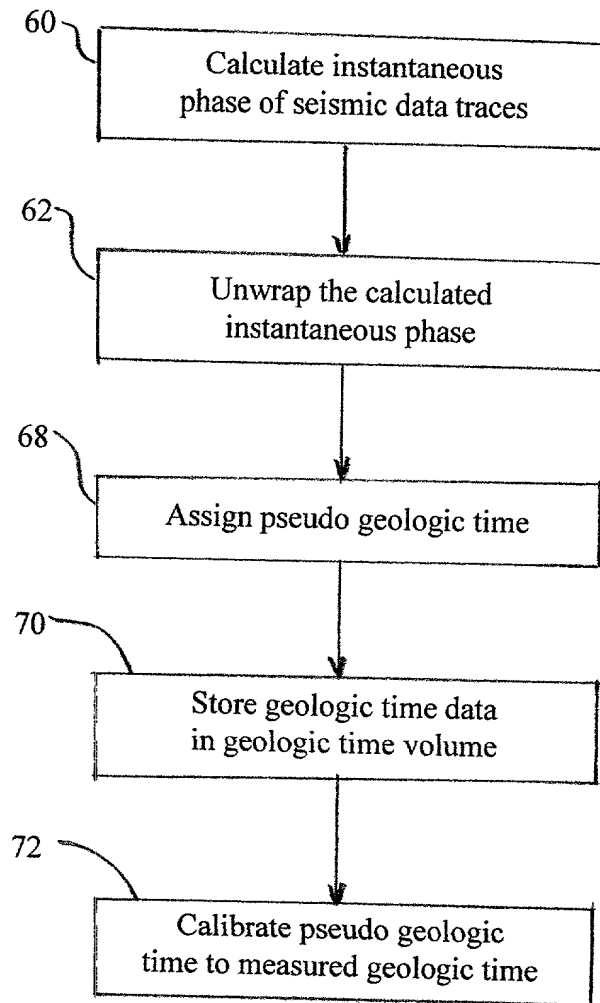 60
Calculate instantaneous
phase of seismic data traces
62
Unwrap the calculated
instantaneous phase
68
Assign pseudo geologic time
70
Store geologic time data
in geologic time volume
72
Calibrate pseudo geologic
time to measured geologic time